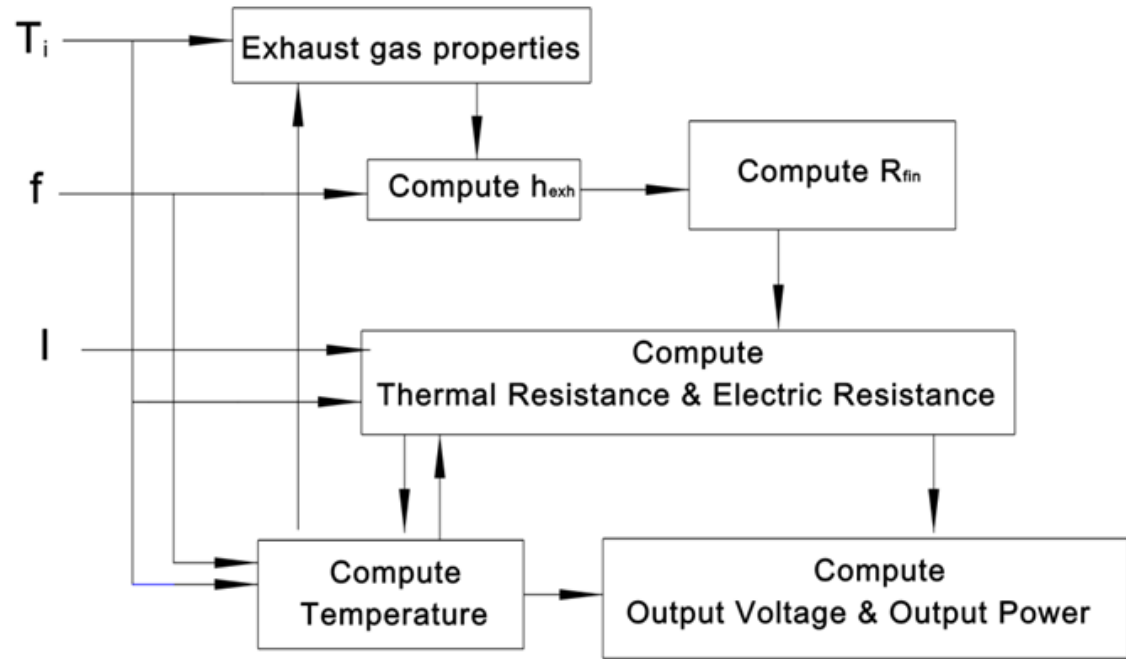 Ti
Exhaust gas properties
f
Compute hexh
Compute Rfin
I
Compute
Thermal Resistance & Electric Resistance
Compute
Temperature
Compute
Output Voltage & Output Power